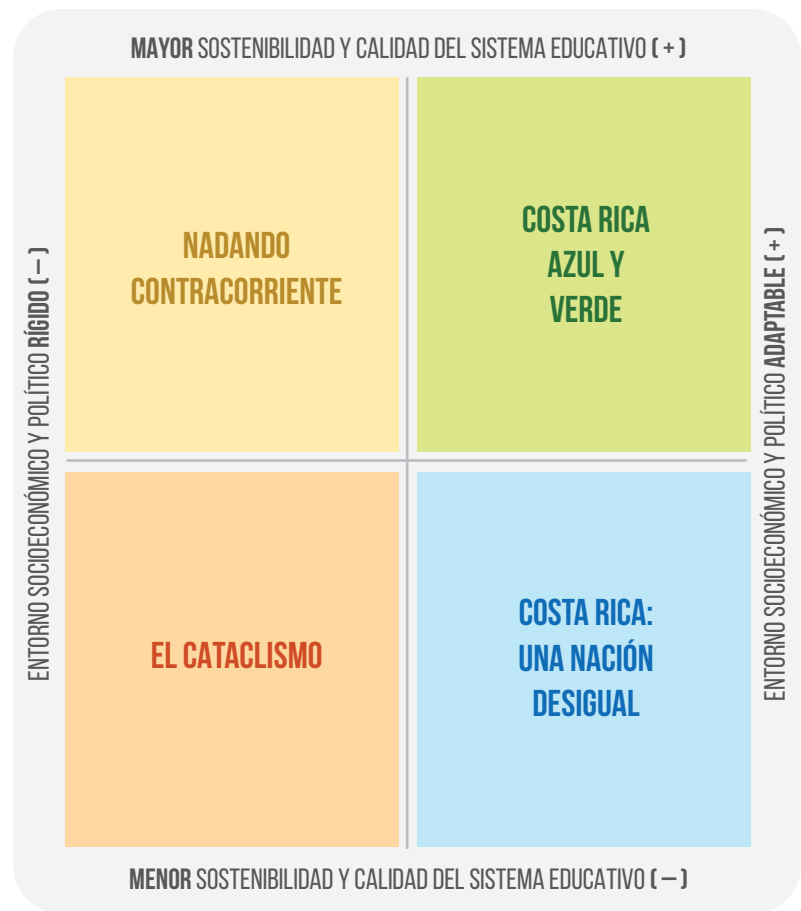 MAYOR SOSTENIBILIDAD Y CALIDAD DEL SISTEMA EDUCATIVO ( + )
ENTORNO SOCIOECONÓMICO Y POLÍTICO RÍGIDO ( – )
NADANDO
CONTRACORRIENTE
COSTA RICA
AZUL Y
VERDE
ENTORNO SOCIOECONÓMICO Y POLÍTICO ADAPTABLE ( + )
EL CATACLISMO
COSTA RICA:
UNA NACIÓN
DESIGUAL
MENOR SOSTENIBILIDAD Y CALIDAD DEL SISTEMA EDUCATIVO ( – )